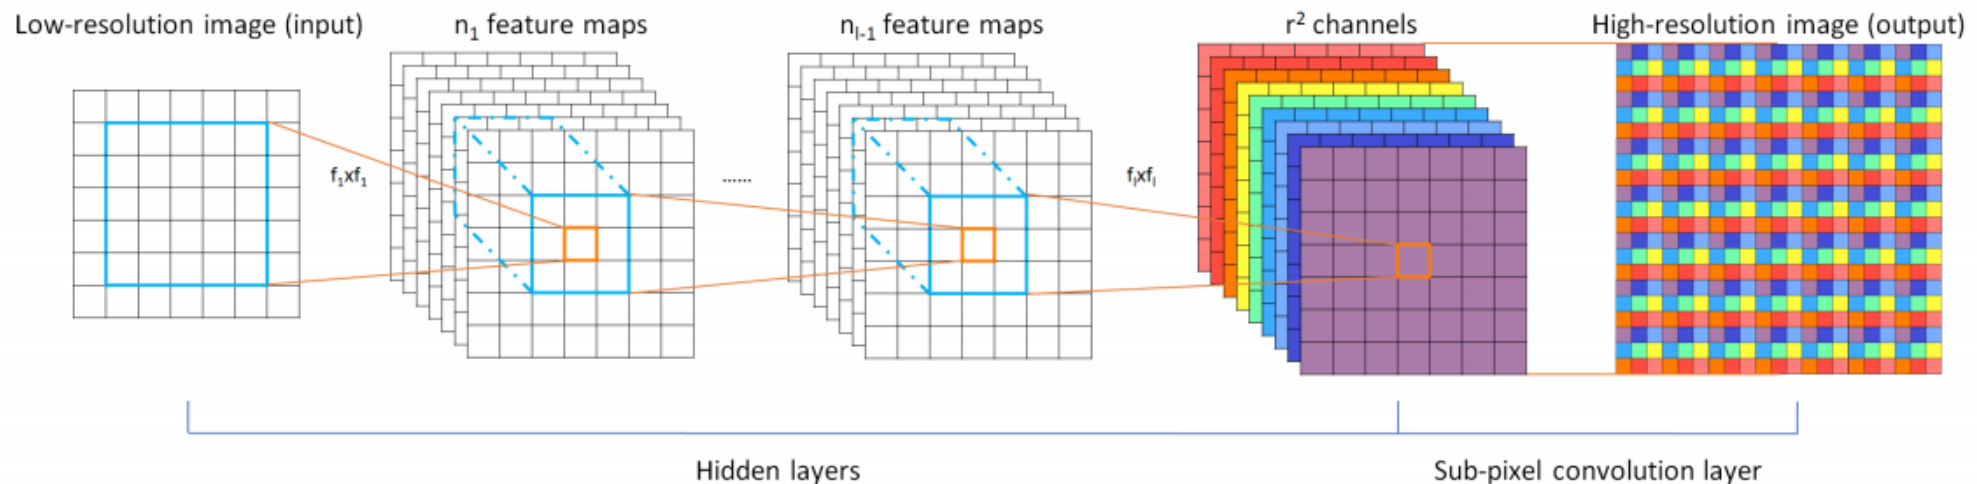 Low-resolution image (input)
n₁ feature maps
nₗ₋₁ feature maps
r² channels
High-resolution image (output)
f₁xf₁
......
fₗxfₗ
Hidden layers
Sub-pixel convolution layer